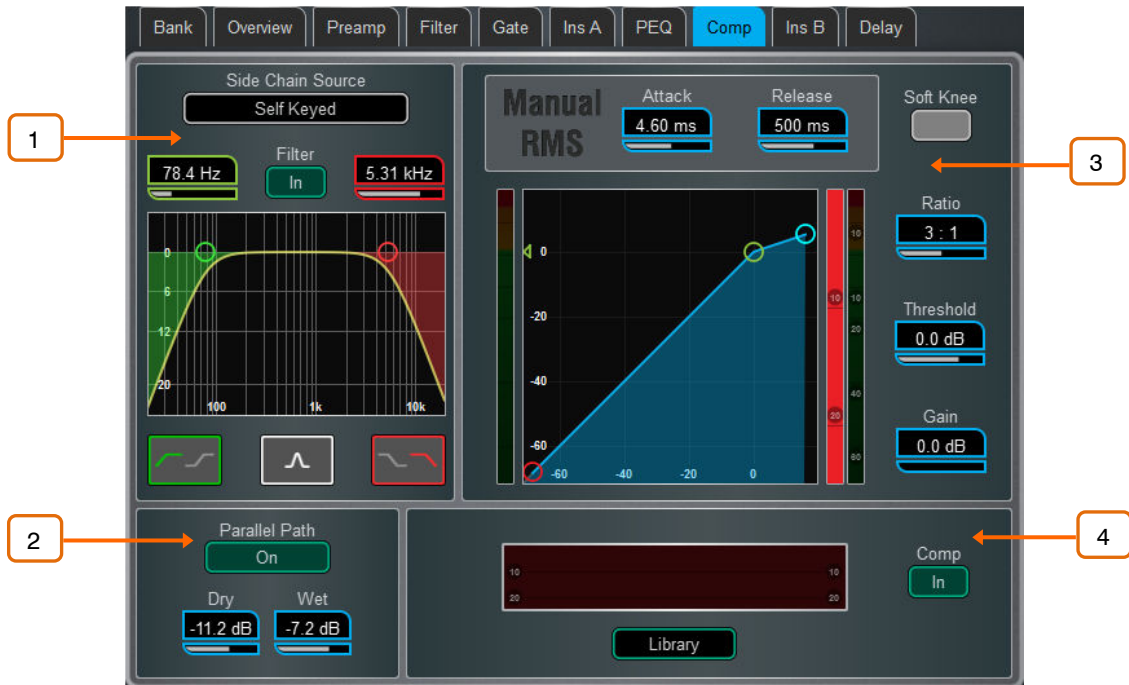 Bank Overview Preamp Filter Gate Ins A PEQ Comp Ins B Delay
1
Side Chain Source
Self Keyed
78.4 Hz
Filter
In
5.31 kHz
0
6
12
20
100 1k 10k
Manual
RMS
Attack
4.60 ms
Release
500 ms
Soft Knee
3
0
-20
-40
-60
-60 -40 -20 0
10
20
10
20
40
60
10
Ratio
3 : 1
Threshold
0.0 dB
Gain
0.0 dB
2
Parallel Path
On
Dry
-11.2 dB
Wet
-7.2 dB
10 10
20 20
Library
4
Comp
In